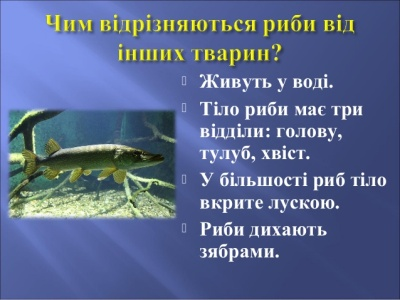 Чим відрізняються риби від
інших тварин?
Живуть у воді.
Тіло риби має три
відділи: голову,
тулуб, хвіст.
У більшості риб тіло
вкрите лускою.
Риби дихають
зябрами.